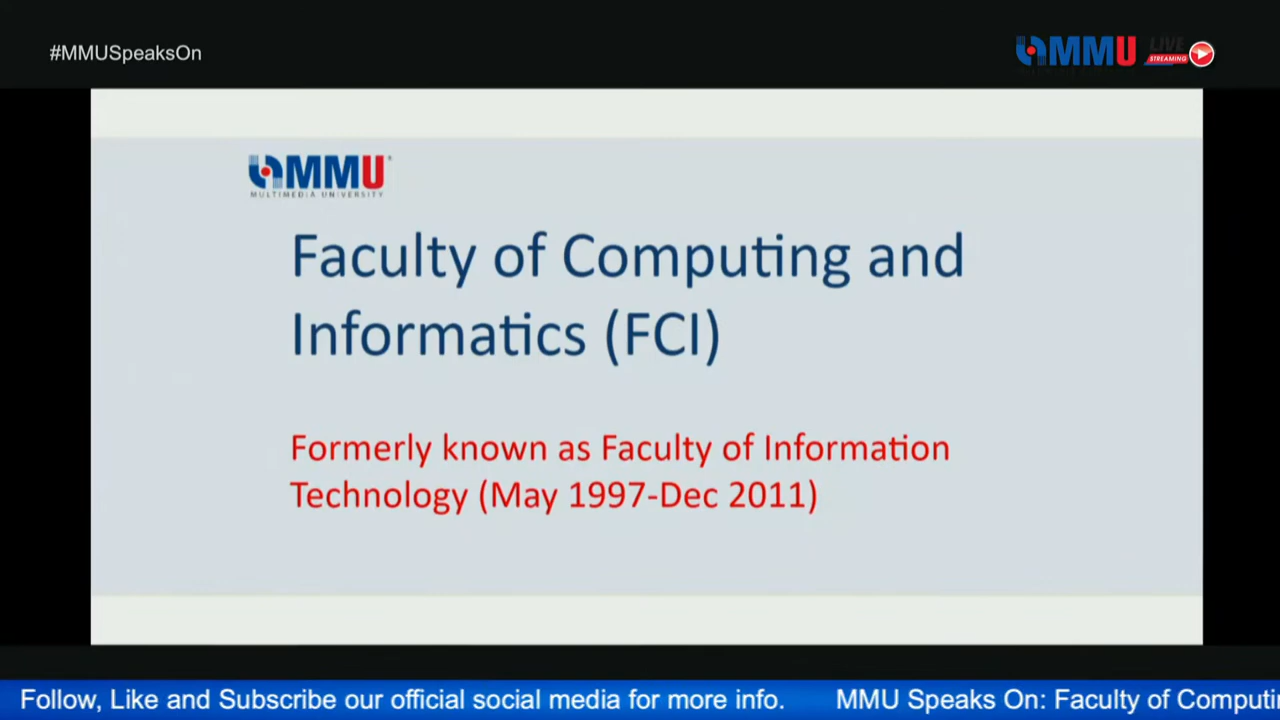 #MMUSpeaksOn
MMU LIVE
STREAMING
MMU
MULTIMEDIA UNIVERSITY
Faculty of Computing and
Informatics (FCI)
Formerly known as Faculty of Information
Technology (May 1997-Dec 2011)
Follow, Like and Subscribe our official social media for more info. MMU Speaks On: Faculty of Computi